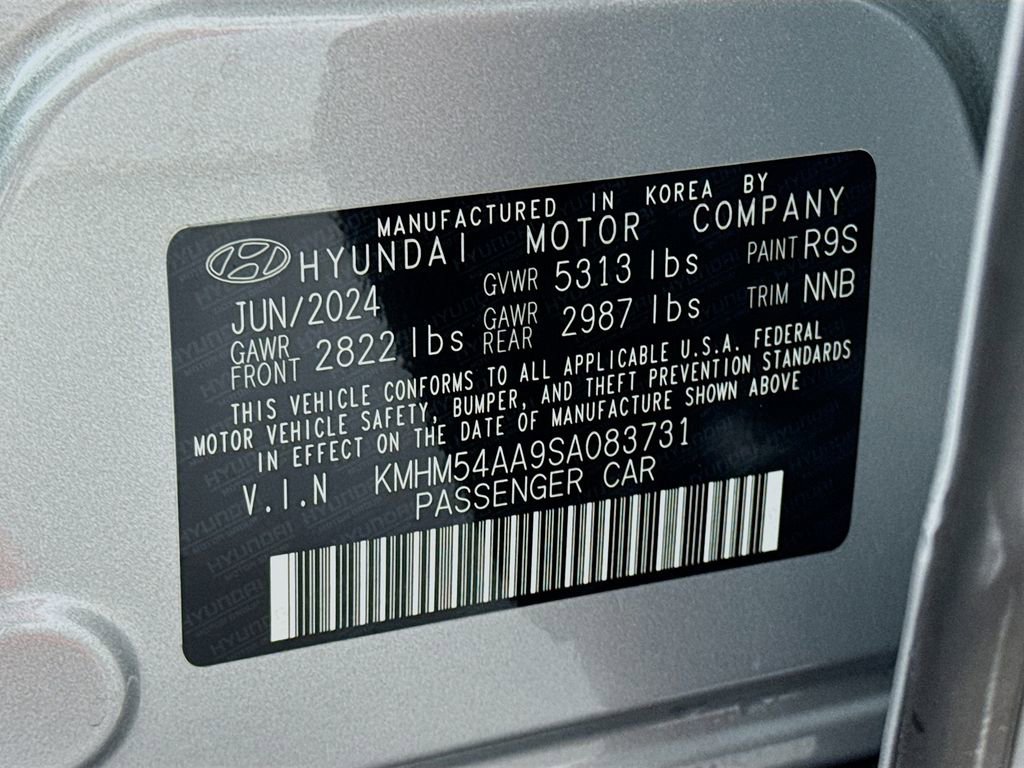 MANUFACTURED IN KOREA BY
HYUNDAI MOTOR COMPANY
JUN/2024 GVWR 5313 lbs PAINT R9S
GAWR FRONT 2822 lbs GAWR REAR 2987 lbs TRIM NNB
THIS VEHICLE CONFORMS TO ALL APPLICABLE U.S.A. FEDERAL
MOTOR VEHICLE SAFETY, BUMPER, AND THEFT PREVENTION STANDARDS
IN EFFECT ON THE DATE OF MANUFACTURE SHOWN ABOVE
V.I.N KMHM54AA9SA083731
PASSENGER CAR